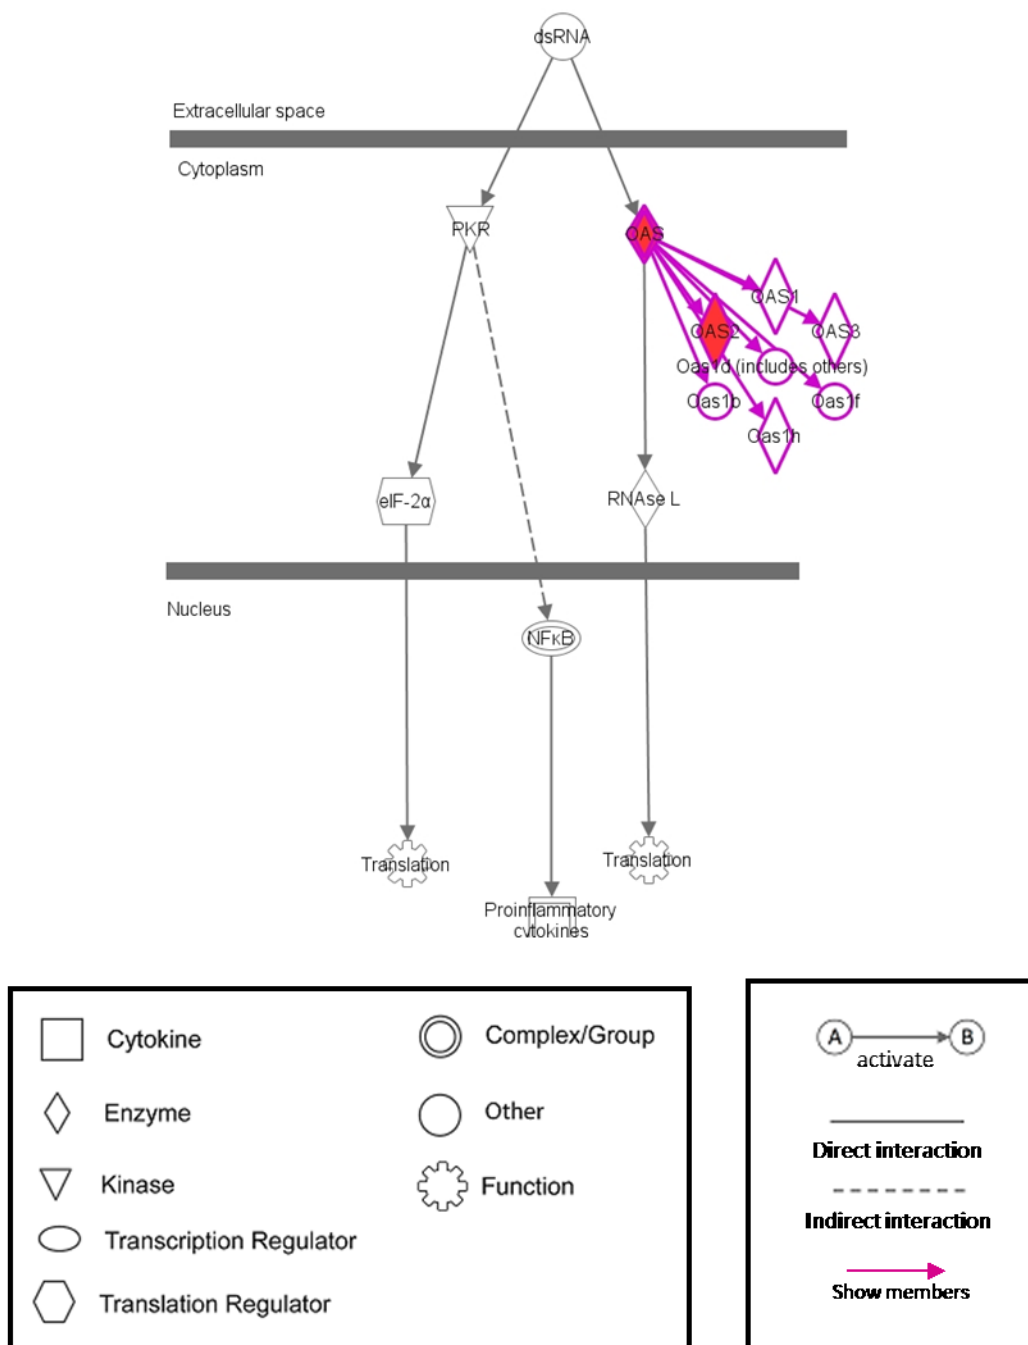 dsRNA
Extracellular space
Cytoplasm
PKR
OAS
OAS1
OAS2
OAS3
Oas1d (includes others)
Oas1b
Oas1f
Oas1h
eIF-2α
RNAse L
Nucleus
NFκB
Translation
Translation
Proinflammatory
cytokines
Cytokine
Enzyme
Kinase
Transcription Regulator
Translation Regulator
Complex/Group
Other
Function
A
B
activate
Direct interaction
Indirect interaction
Show members